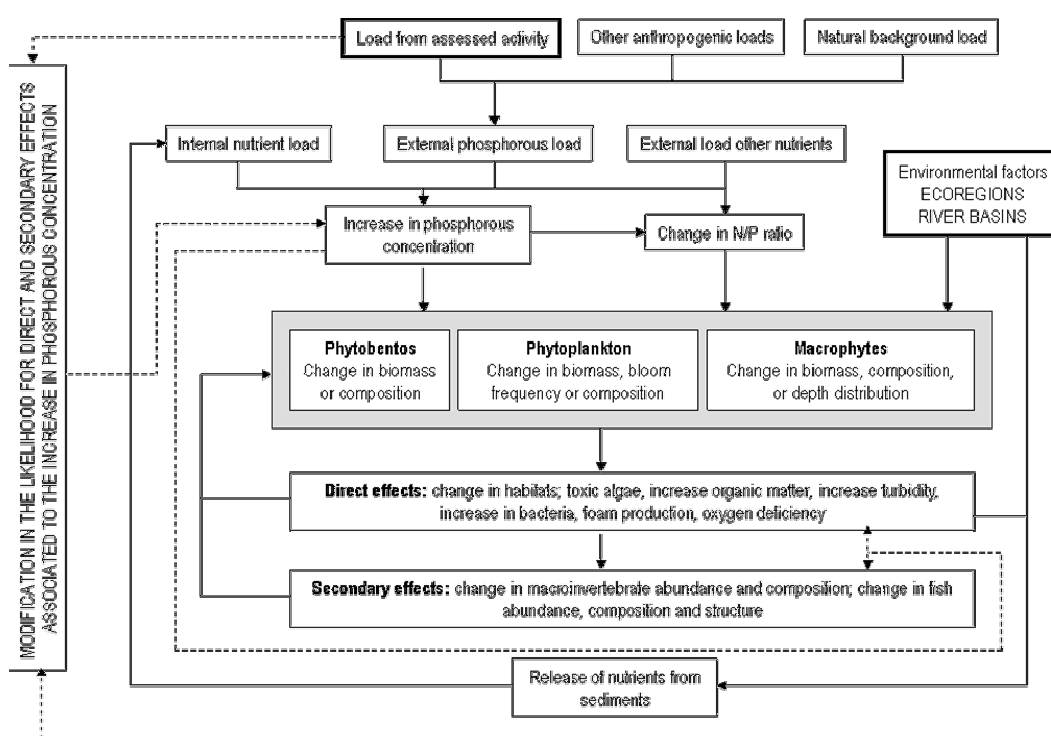 Load from assessed activity
Other anthropogenic loads
Natural background load
MODIFICATION IN THE LIKELIHOOD FOR DIRECT AND SECONDARY EFFECTS
ASSOCIATED TO THE INCREASE IN PHOSPHOROUS CONCENTRATION
Internal nutrient load
External phosphorous load
External load other nutrients
Environmental factors
ECOREGIONS
RIVER BASINS
Increase in phosphorous
concentration
Change in N/P ratio
Phytobentos
Change in biomass
or composition
Phytoplankton
Change in biomass, bloom
frequency or composition
Macrophytes
Change in biomass, composition,
or depth distribution
Direct effects: change in habitats; toxic algae, increase organic matter, increase turbidity,
increase in bacteria, foam production, oxygen deficiency
Secondary effects: change in macroinvertebrate abundance and composition; change in fish
abundance, composition and structure
Release of nutrients from
sediments